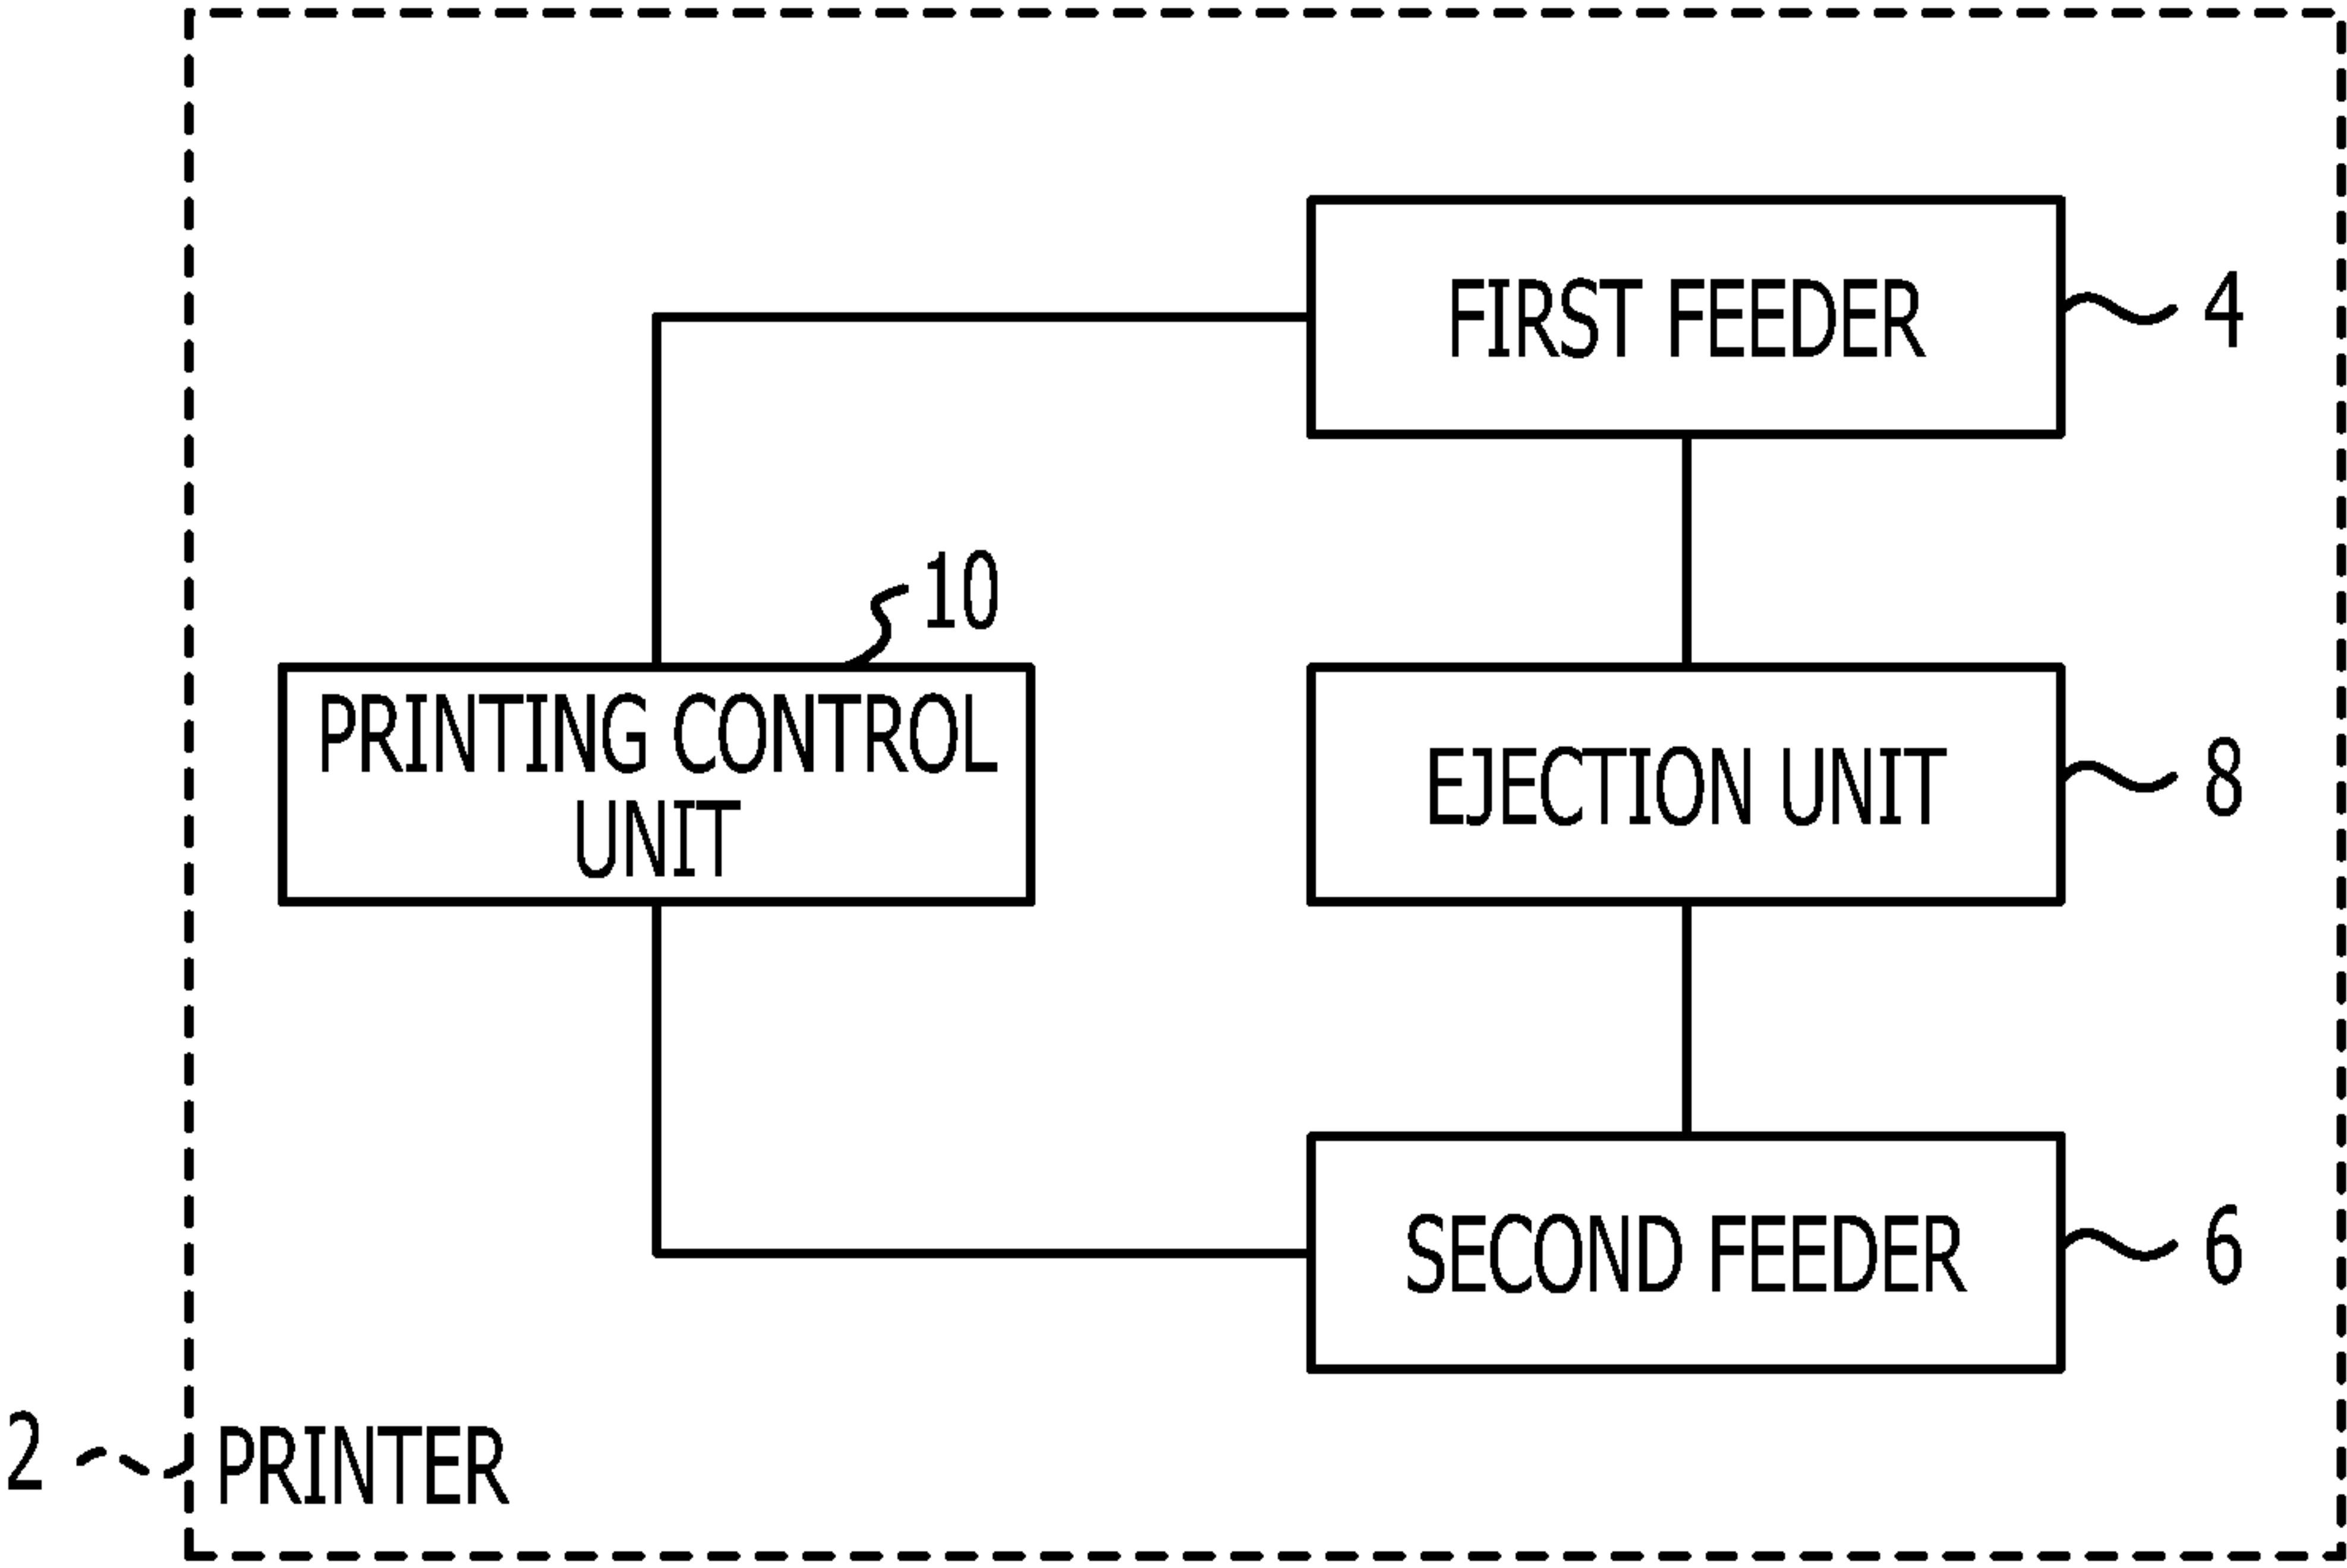 FIRST FEEDER
4
10
PRINTING CONTROL
UNIT
EJECTION UNIT
8
SECOND FEEDER
6
2
PRINTER